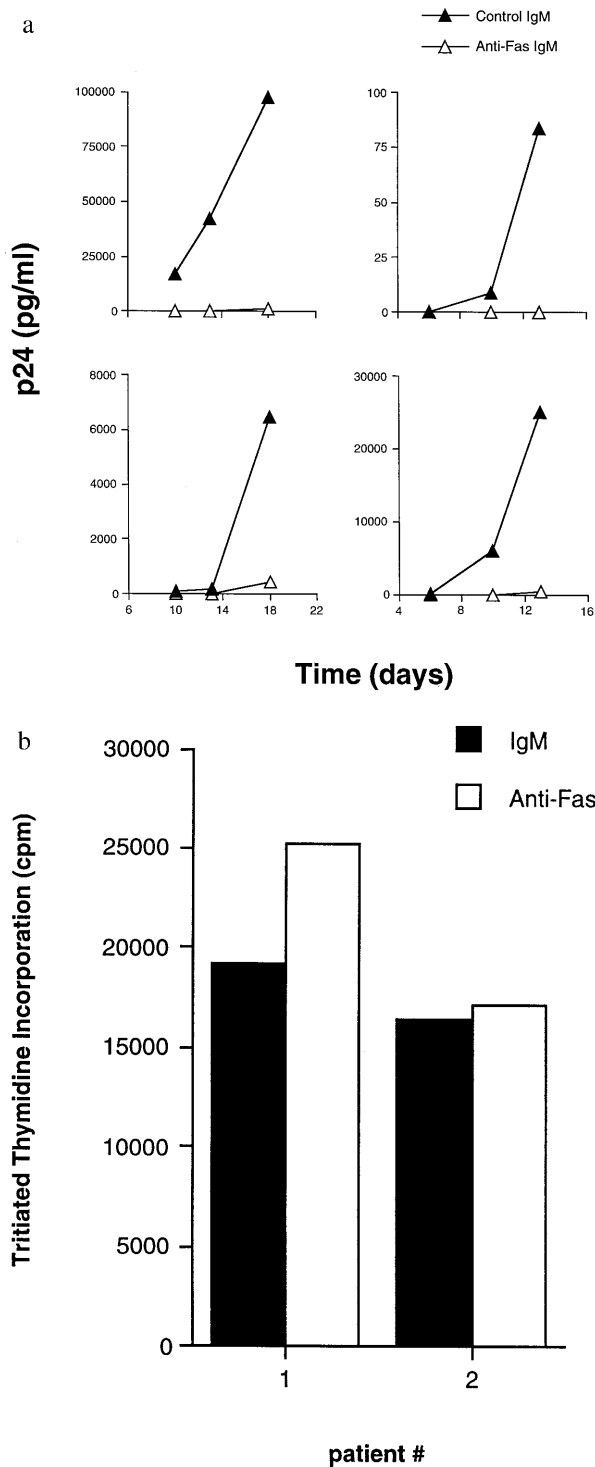 a
Control IgM
Anti-Fas IgM
p24 (pg/ml)
100000
75000
50000
25000
0
100
75
50
25
0
8000
6000
4000
2000
0
6 10 14 18 22
30000
20000
10000
0
4 8 12 16
Time (days)
b
IgM
Anti-Fas
Tritiated Thymidine Incorporation (cpm)
30000
25000
20000
15000
10000
5000
0
1 2
patient #